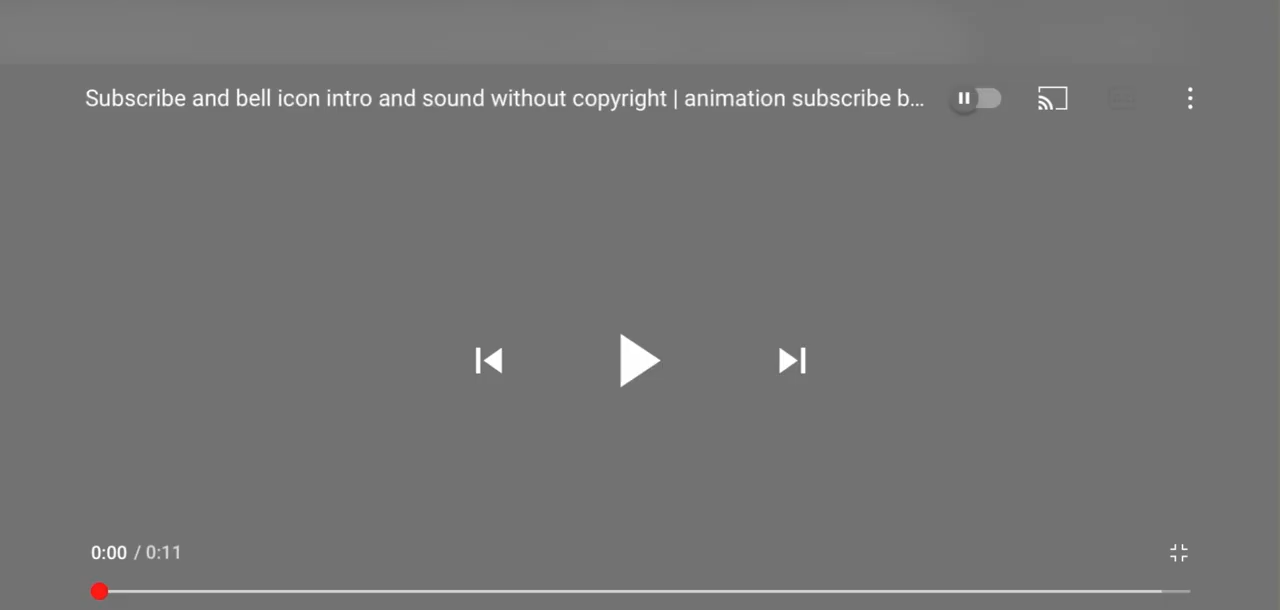 Subscribe and bell icon intro and sound without copyright | animation subscribe b...
0:00 / 0:11